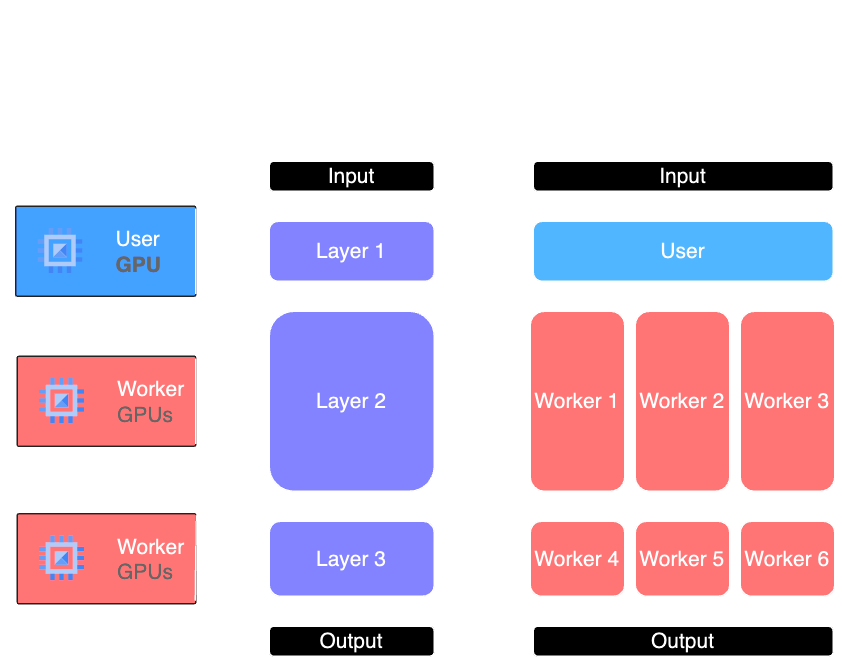 Input
Input
User
GPU
Layer 1
User
Worker
GPUs
Layer 2
Worker 1
Worker 2
Worker 3
Worker
GPUs
Layer 3
Worker 4
Worker 5
Worker 6
Output
Output